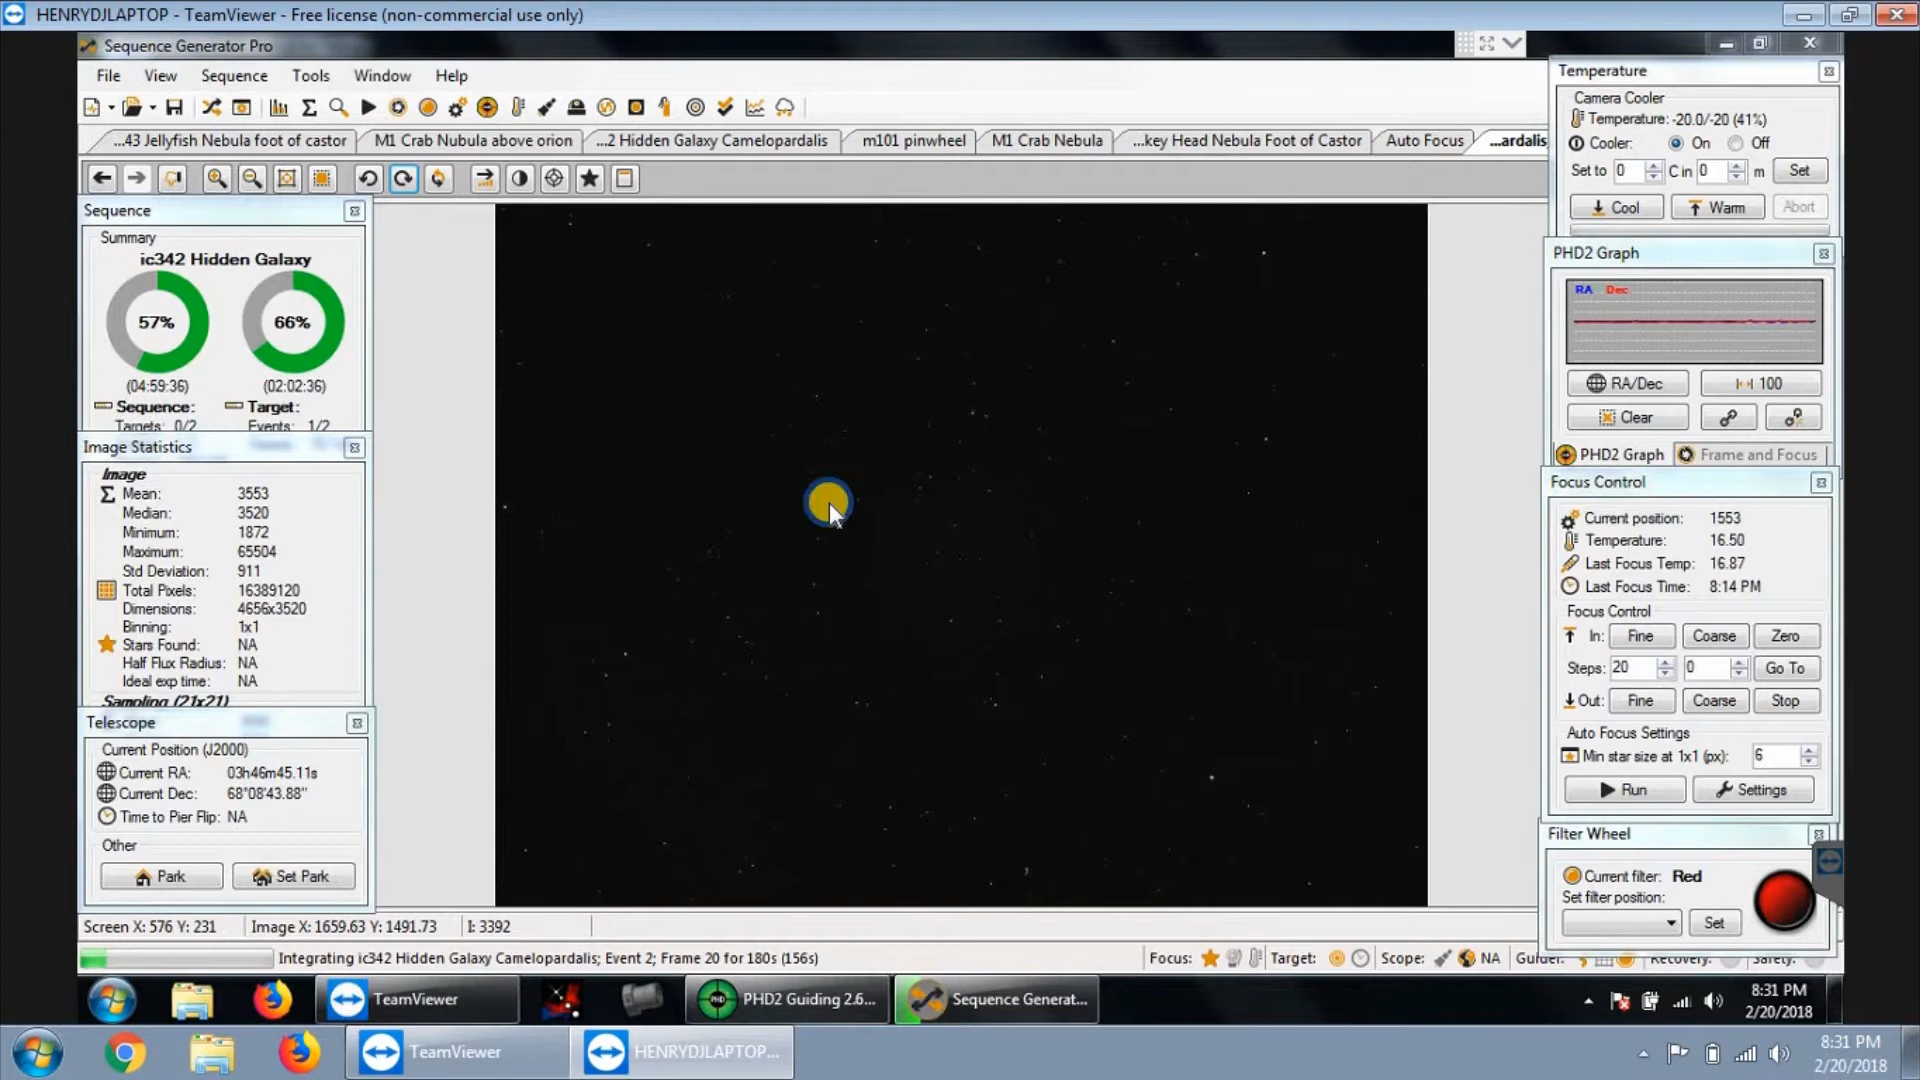 HENRYDJLAPTOP - TeamViewer - Free license (non-commercial use only)
Sequence Generator Pro
File View Sequence Tools Window Help
...43 Jellyfish Nebula foot of castor M1 Crab Nubula above orion ...2 Hidden Galaxy Camelopardalis m101 pinwheel M1 Crab Nebula ...key Head Nebula Foot of Castor Auto Focus ...ardalis
Sequence
Summary
ic342 Hidden Galaxy
57% 66%
(04:59:36) (02:02:36)
Sequence: Target:
Targets: 0/2 Events: 1/2
Image Statistics
Image
Mean: 3553
Median: 3520
Minimum: 1872
Maximum: 65504
Std Deviation: 911
Total Pixels: 16389120
Dimensions: 4656x3520
Binning: 1x1
Stars Found: NA
Half Flux Radius: NA
Ideal exp time: NA
Sampling (21x21)
Telescope
Current Position (J2000)
Current RA: 03h46m45.11s
Current Dec: 68°08'43.88"
Time to Pier Flip: NA
Other
Park Set Park
Temperature
Camera Cooler
Temperature: -20.0/-20 (41%)
Cooler: On Off
Set to 0 C in 0 m Set
Cool Warm Abort
PHD2 Graph
RA Dec
RA/Dec 100
Clear
PHD2 Graph Frame and Focus
Focus Control
Current position: 1553
Temperature: 16.50
Last Focus Temp: 16.87
Last Focus Time: 8:14 PM
Focus Control
In: Fine Coarse Zero
Steps: 20 0 Go To
Out: Fine Coarse Stop
Auto Focus Settings
Min star size at 1x1 (px): 6
Run Settings
Filter Wheel
Current filter: Red
Set filter position:
Set
Screen X: 576 Y: 231 Image X: 1659.63 Y: 1491.73 I: 3392
Integrating ic342 Hidden Galaxy Camelopardalis; Event 2; Frame 20 for 180s (156s) Focus: Target: Scope: NA Guider: Recovery: Safety:
TeamViewer PHD PHD2 Guiding 2.6... Sequence Generat... 8:31 PM
2/20/2018
TeamViewer HENRYDJLAPTOP... 8:31 PM
2/20/2018